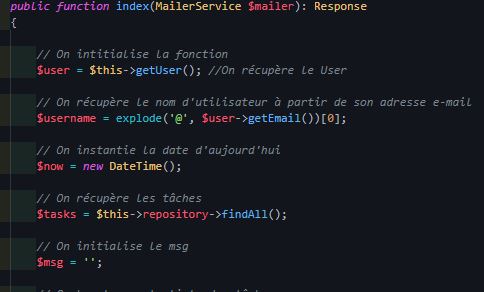 public function index(MailerService $mailer): Response
{
// On intitialise la fonction
$user = $this->getUser(); //On récupère le User
// On récupère le nom d'utilisateur à partir de son adresse e-mail
$username = explode('@', $user->getEmail())[0];
// On instantie la date d'aujourd'hui
$now = new DateTime();
// On récupère les tâches
$tasks = $this->repository->findAll();
// On initialise le msg
$msg = '';